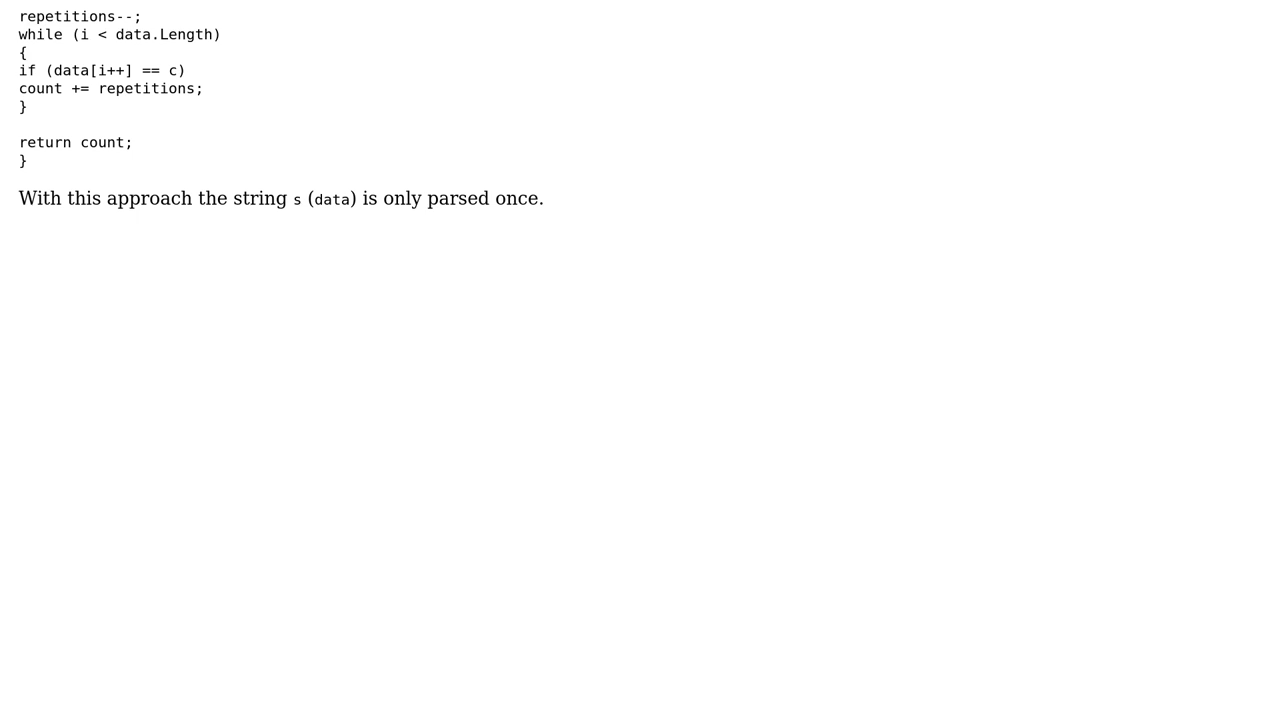 repetitions--;
while (i < data.Length)
{
if (data[i++] == c)
count += repetitions;
}

return count;
}
With this approach the string s (data) is only parsed once.